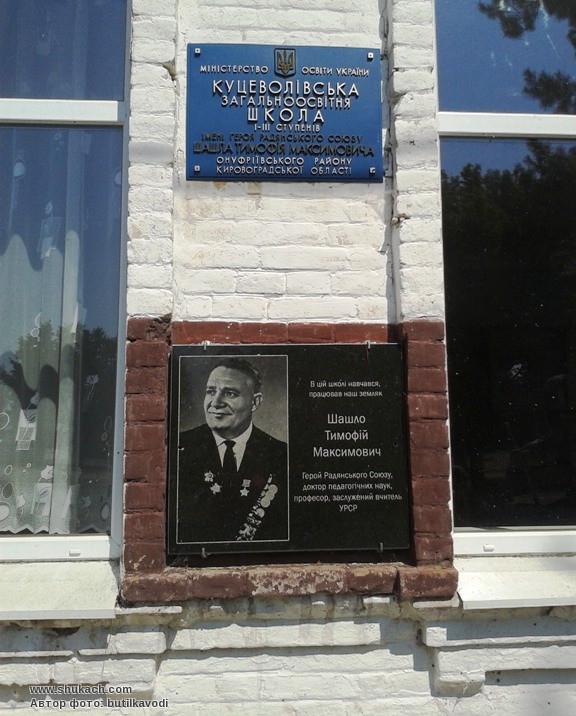 МІНІСТЕРСТВО ОСВІТИ УКРАЇНИ
КУЦЕВОЛІВСЬКА
ЗАГАЛЬНООСВІТНЯ
ШКОЛА
І-ІІІ СТУПЕНІВ
ІМЕНІ ГЕРОЯ РАДЯНСЬКОГО СОЮЗУ
ШАШЛА ТИМОФІЯ МАКСИМОВИЧА
ОНУФРІЇВСЬКОГО РАЙОНУ
КИРОВОГРАДСЬКОЇ ОБЛАСТІ
В цій школі навчався,
працював наш земляк
Шашло
Тимофій
Максимович
Герой Радянського Союзу,
доктор педагогічних наук,
професор, заслужений вчитель
УРСР
www.shukach.com
Автор фото: butilkavodi